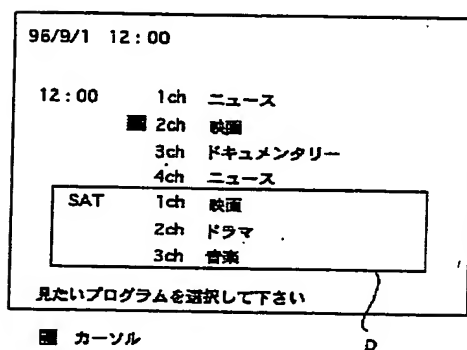 96/9/1 12:00
12:00 1ch ニュース
2ch 映画
3ch ドキュメンタリー
4ch ニュース
SAT 1ch 映画
2ch ドラマ
3ch 音楽
見たいプログラムを選択して下さい
カーソル
D